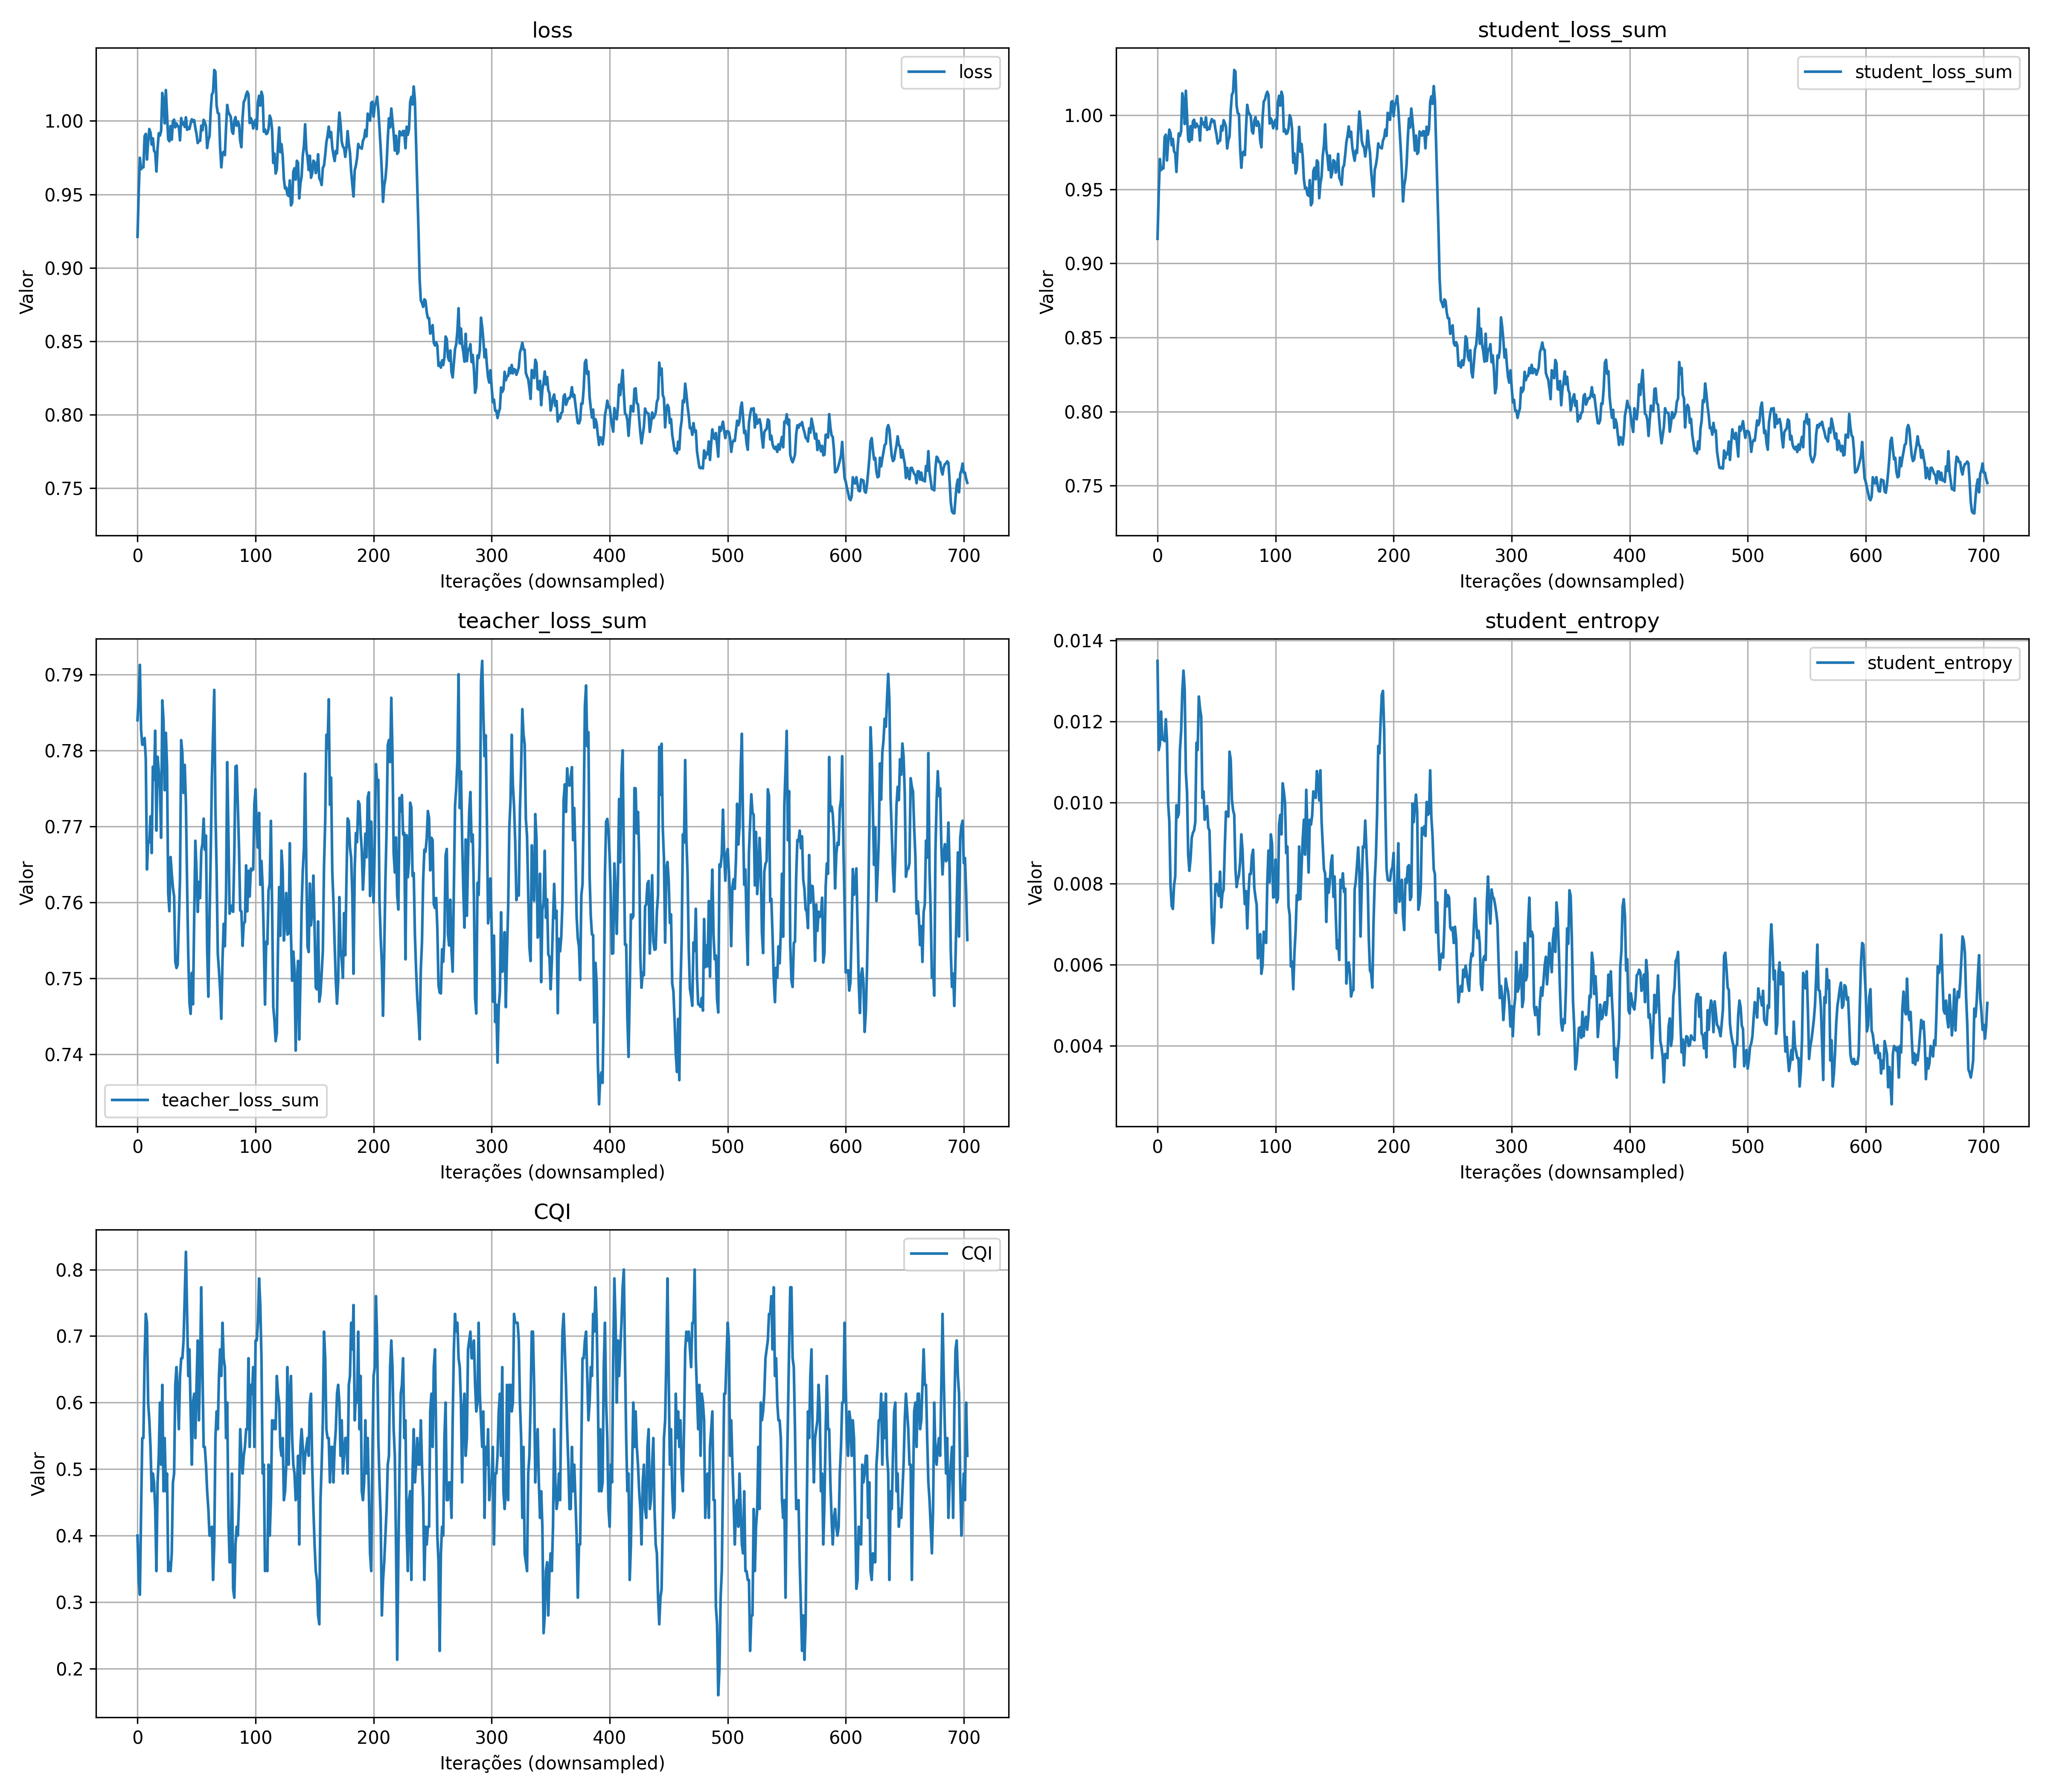 loss
loss
1.00
0.95
0.90
0.85
0.80
0.75
Valor
0 100 200 300 400 500 600 700
Iterações (downsampled)
student_loss_sum
student_loss_sum
1.00
0.95
0.90
0.85
0.80
0.75
Valor
0 100 200 300 400 500 600 700
Iterações (downsampled)
teacher_loss_sum
0.79
0.78
0.77
0.76
0.75
0.74
Valor
teacher_loss_sum
0 100 200 300 400 500 600 700
Iterações (downsampled)
student_entropy
student_entropy
0.014
0.012
0.010
0.008
0.006
0.004
Valor
0 100 200 300 400 500 600 700
Iterações (downsampled)
CQI
CQI
0.8
0.7
0.6
0.5
0.4
0.3
0.2
Valor
0 100 200 300 400 500 600 700
Iterações (downsampled)